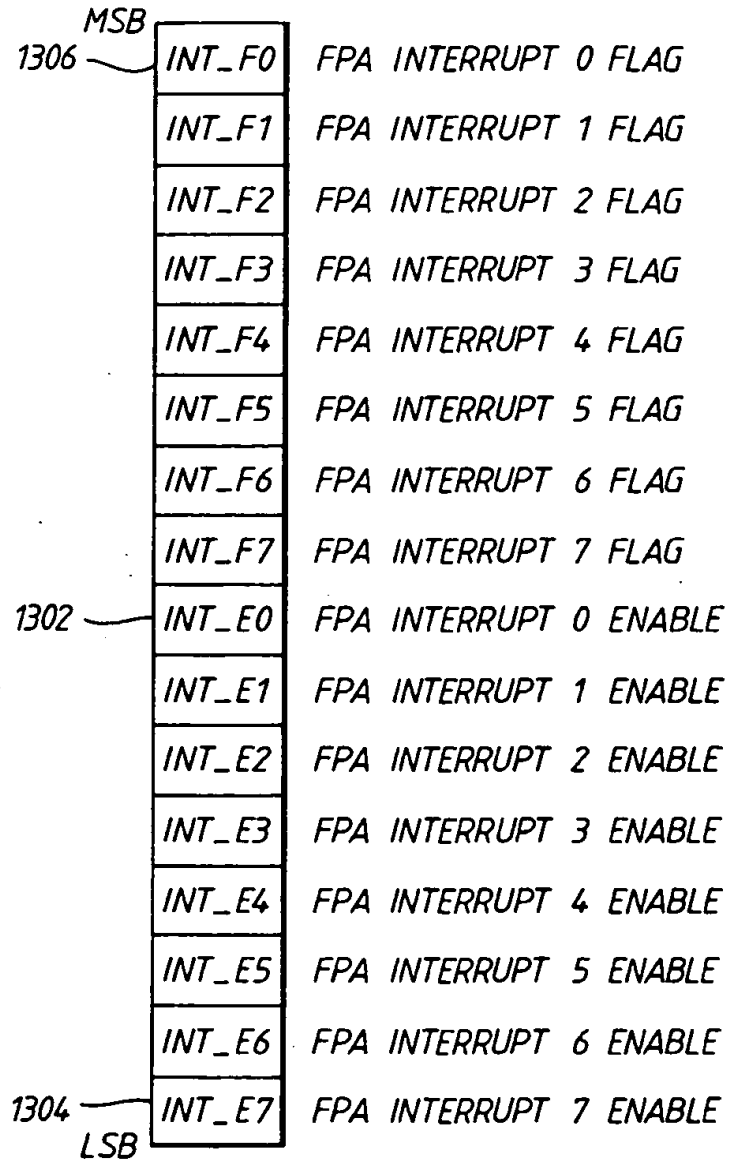 MSB
1306 INT_F0 FPA INTERRUPT 0 FLAG
INT_F1 FPA INTERRUPT 1 FLAG
INT_F2 FPA INTERRUPT 2 FLAG
INT_F3 FPA INTERRUPT 3 FLAG
INT_F4 FPA INTERRUPT 4 FLAG
INT_F5 FPA INTERRUPT 5 FLAG
INT_F6 FPA INTERRUPT 6 FLAG
INT_F7 FPA INTERRUPT 7 FLAG
1302 INT_E0 FPA INTERRUPT 0 ENABLE
INT_E1 FPA INTERRUPT 1 ENABLE
INT_E2 FPA INTERRUPT 2 ENABLE
INT_E3 FPA INTERRUPT 3 ENABLE
INT_E4 FPA INTERRUPT 4 ENABLE
INT_E5 FPA INTERRUPT 5 ENABLE
INT_E6 FPA INTERRUPT 6 ENABLE
1304 INT_E7 FPA INTERRUPT 7 ENABLE
LSB